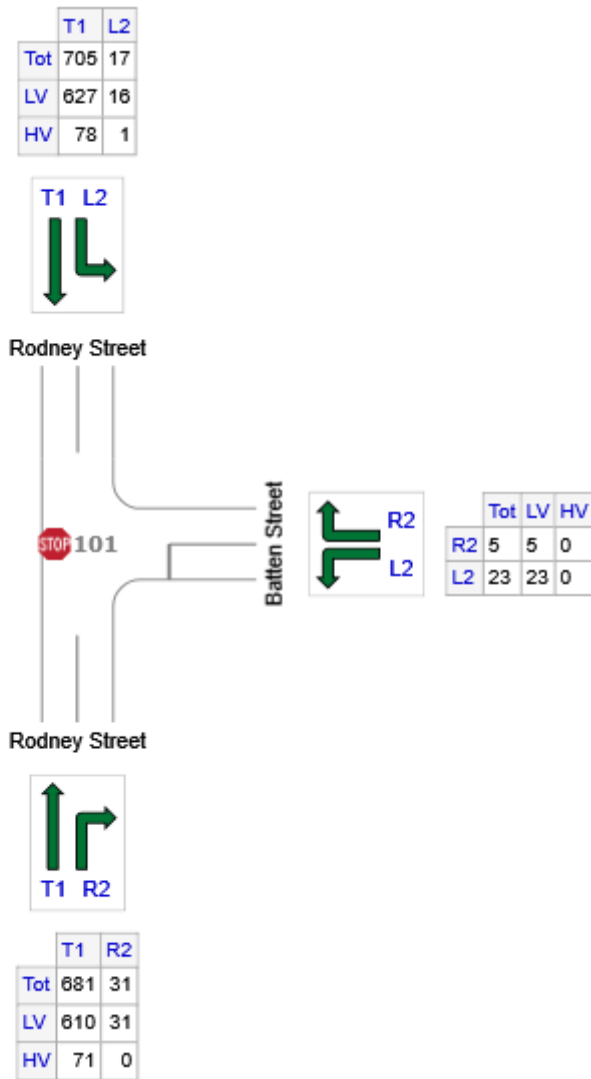 T1 L2
Tot 705 17
LV 627 16
HV 78 1
T1 L2
Rodney Street
STOP 101
Batten Street
R2
L2
Tot LV HV
R2 5 5 0
L2 23 23 0
Rodney Street
T1 R2
T1 R2
Tot 681 31
LV 610 31
HV 71 0